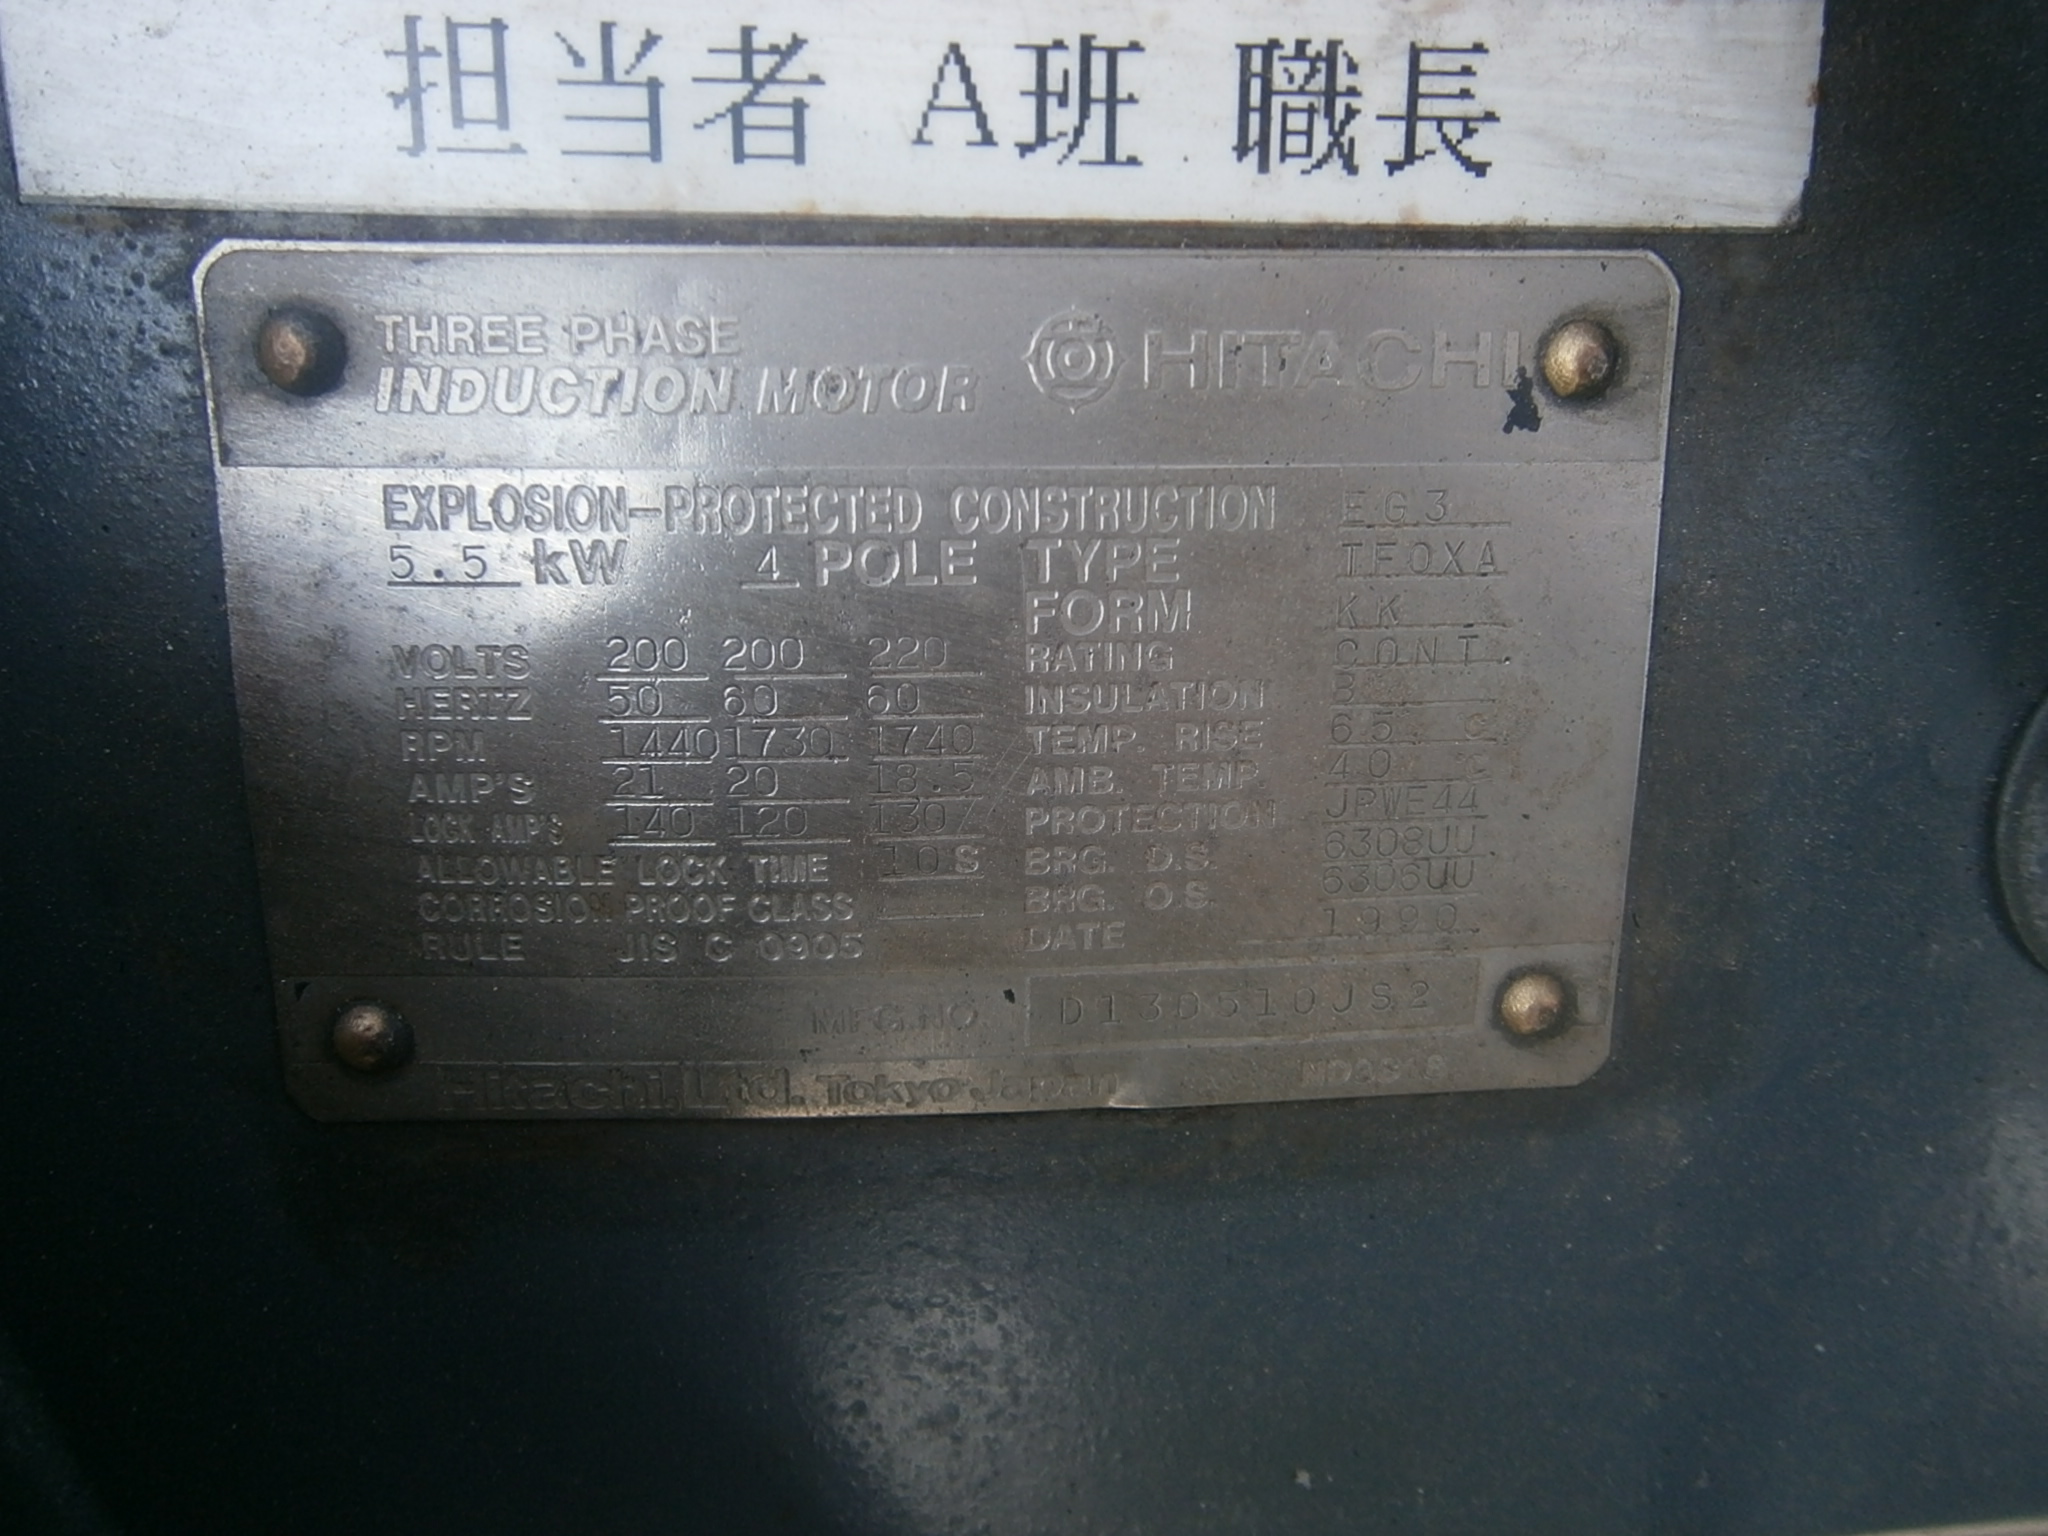 担当者 A班 職長
THREE PHASE
INDUCTION MOTOR HITACHI
EXPLOSION-PROTECTED CONSTRUCTION EG3
5.5 kW 4 POLE TYPE TFOXA
FORM KK
VOLTS 200 200 220 RATING CONT
HERTZ 50 60 60 INSULATION B
RPM 1440 1730 1740 TEMP. RISE 65 C
AMP'S 21 20 18.5 AMB. TEMP. 40 C
LOCK AMP'S 140 120 130/ PROTECTION JPWE44
ALLOWABLE LOCK TIME 10S BRG. D.S. 6308UU
CORROSION PROOF CLASS BRG. O.S. 6306UU
RULE JIS C 0905 DATE 1990
MFG.NO. D13D510JS2
Hitachi, Ltd. Tokyo Japan